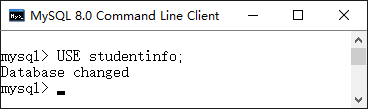 MySQL 8.0 Command Line Client
mysql> USE studentinfo;
Database changed
mysql>